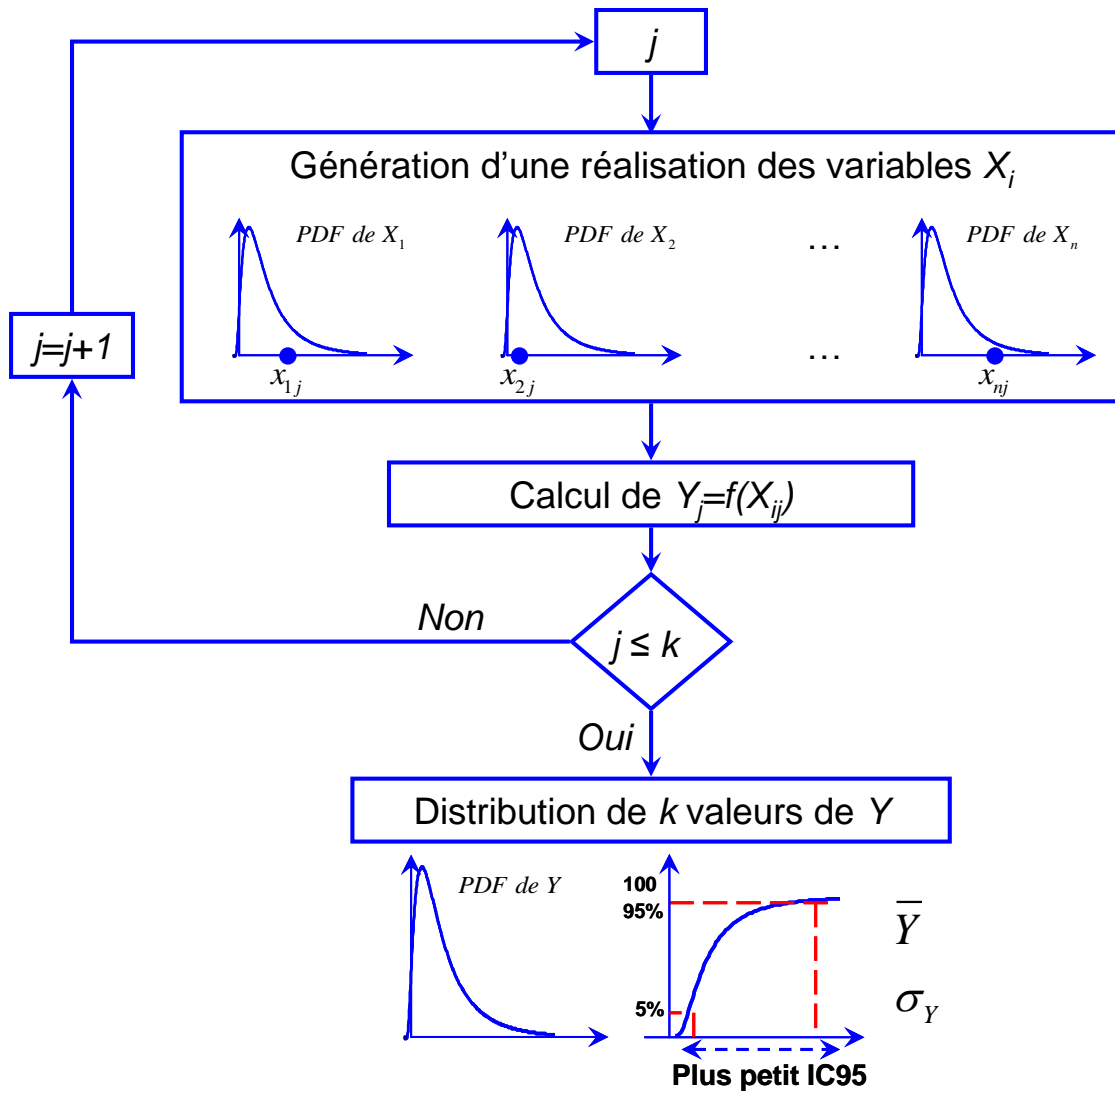 j
Génération d’une réalisation des variables Xi
PDF de X1
PDF de X2
...
PDF de Xn
j=j+1
x1j
x2j
...
xnj
Calcul de Yj=f(Xij)
Non
j ≤ k
Oui
Distribution de k valeurs de Y
PDF de Y
100
95%
5%
Y̅
σY
Plus petit IC95